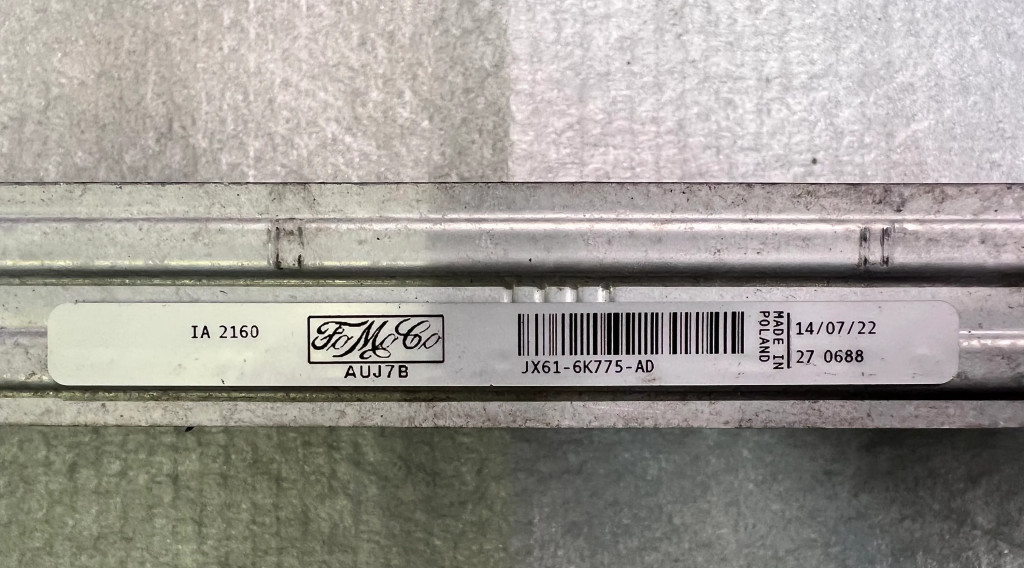 IA 2160
FoMoCo
AUJ7B
JX61-6K775-AD
MADE IN
POLAND
14/07/22
27 0688